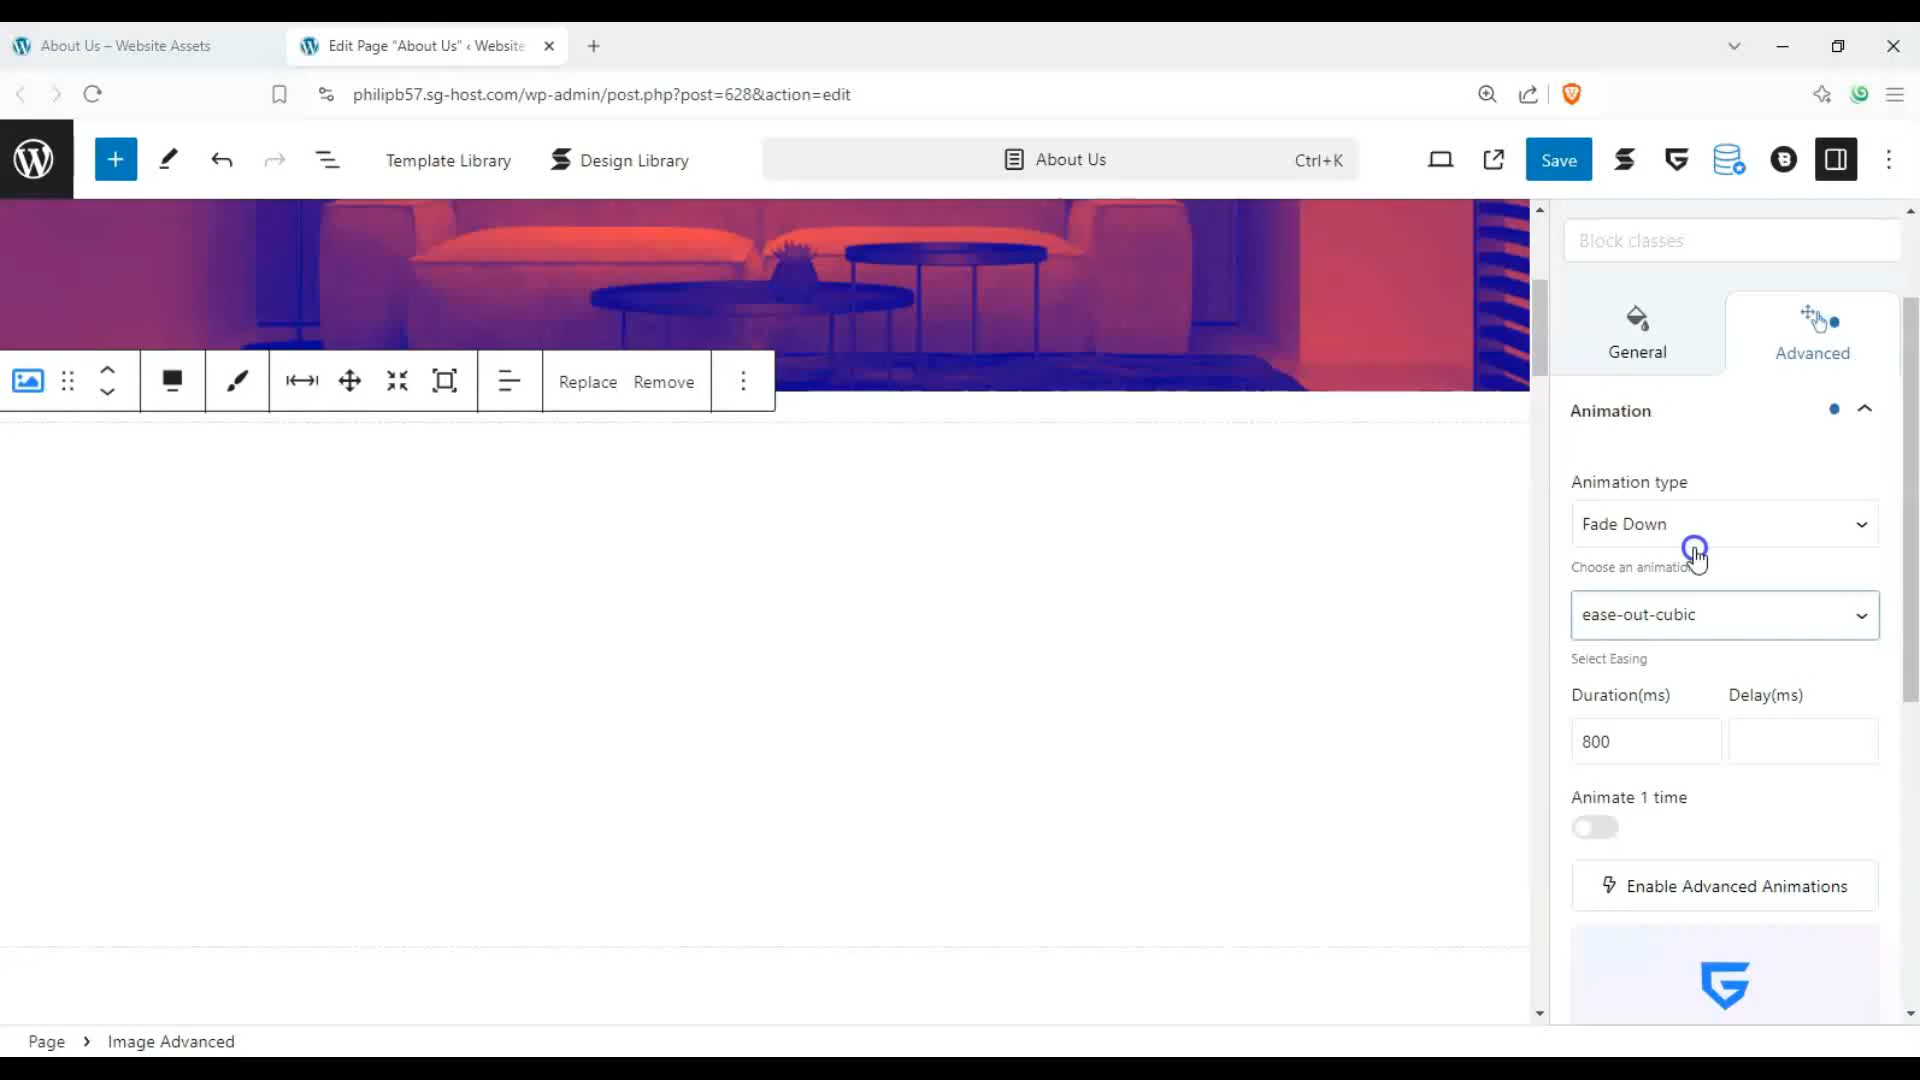 About Us – Website Assets
Edit Page "About Us" ‹ Website
philipb57.sg-host.com/wp-admin/post.php?post=628&action=edit
Template Library
Design Library
About Us
Ctrl+K
Save
Block classes
General
Advanced
Replace
Remove
Animation
Animation type
Fade Down
Choose an animation
ease-out-cubic
Select Easing
Duration(ms)
Delay(ms)
800
Animate 1 time
Enable Advanced Animations
Page › Image Advanced